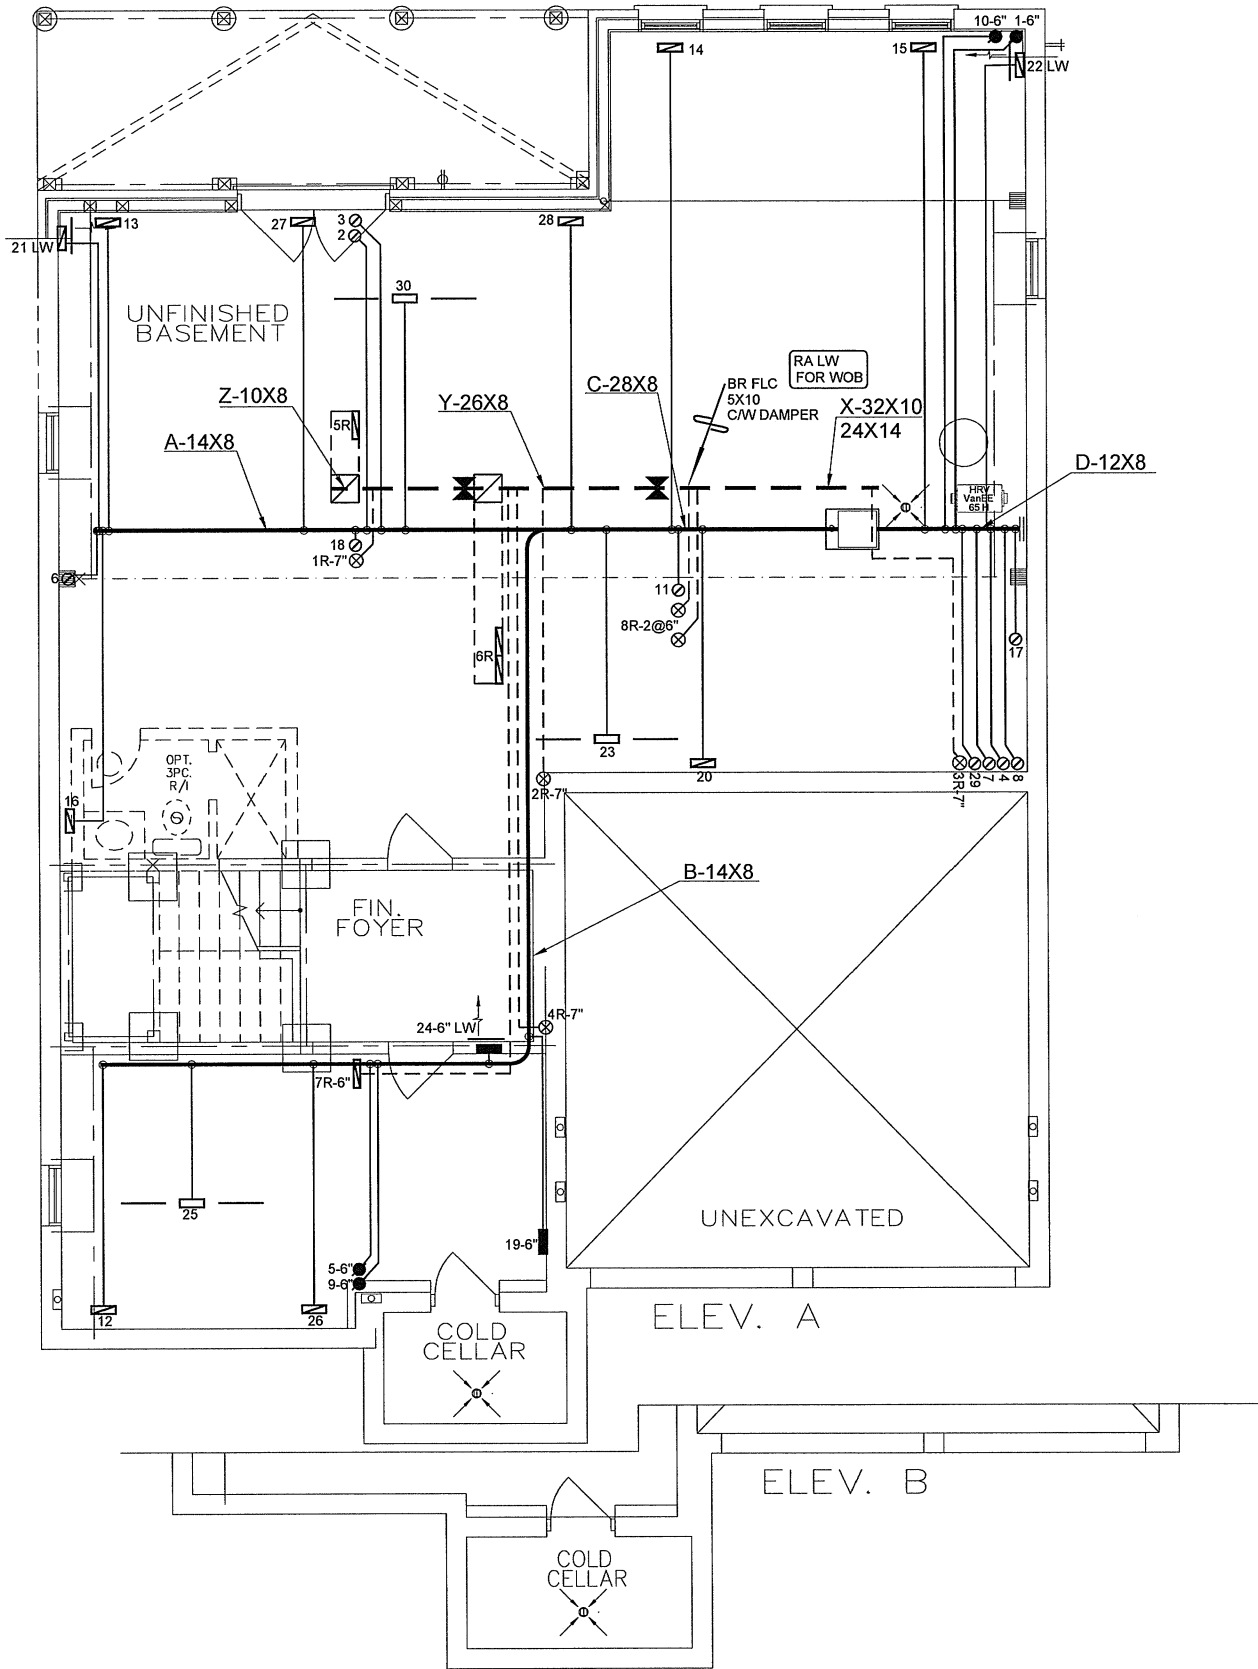 10-6" 1-6"
14
15
22 LW
13
27
3
2
28
21 LW
30
UNFINISHED
BASEMENT
RA LW
FOR WOB
BR FLC
5X10
C/W DAMPER
C-28X8
Z-10X8
Y-26X8
X-32X10
24X14
5R
A-14X8
D-12X8
HRV
VanEE
65 H
18
1R-7"
6
11
8R-2@6"
17
6R
23
20
2R-7"
3R-7"
29
7
4
8
OPT.
3PC.
R/I
16
B-14X8
FIN.
FOYER
24-6" LW
4R-7"
7R-6"
25
UNEXCAVATED
19-6"
5-6"
9-6"
12
26
ELEV. A
COLD
CELLAR
ELEV. B
COLD
CELLAR